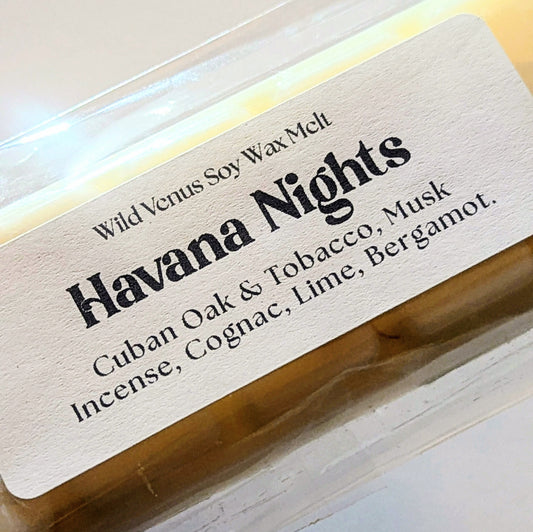 Wild Venus Soy Wax Melt
Havana Nights
Cuban Oak & Tobacco, Musk
Incense, Cognac, Lime, Bergamot.